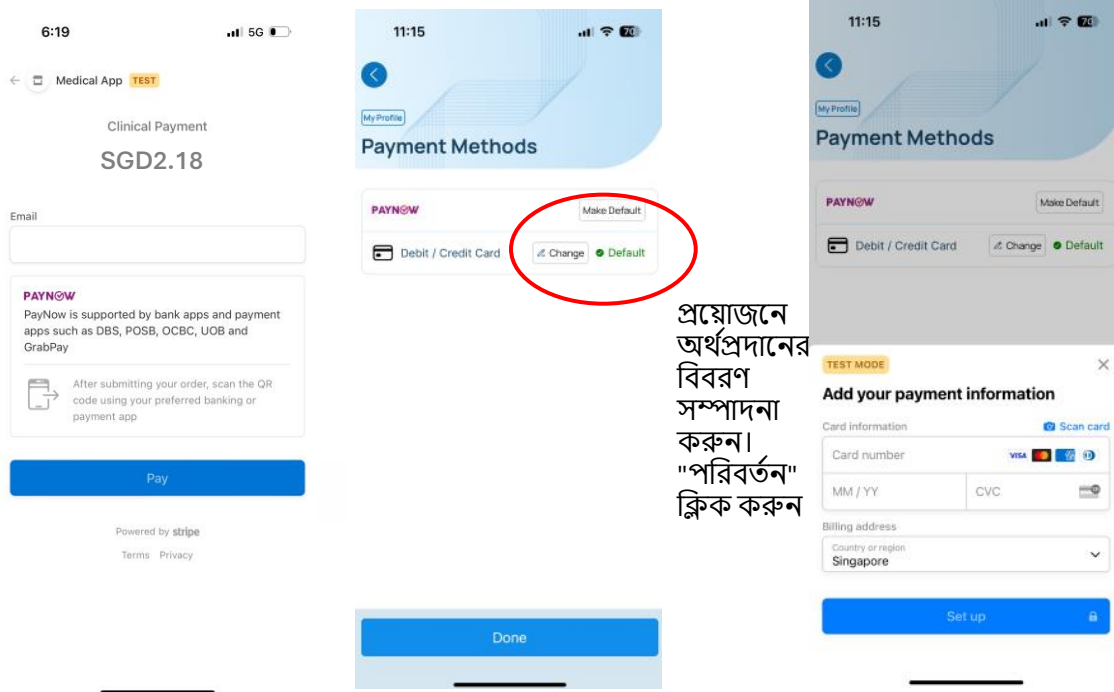 6:19
5G
Medical App TEST
Clinical Payment
SGD2.18
Email
PAYNOW
PayNow is supported by bank apps and payment
apps such as DBS, POSB, OCBC, UOB and
GrabPay
After submitting your order, scan the QR
code using your preferred banking or
payment app
Pay
Powered by stripe
Terms Privacy
11:15
70
My Profile
Payment Methods
PAYNOW
Make Default
Debit / Credit Card
Change
Default
Done
প্রয়োজনে
অর্থপ্রদানের
বিবরণ
সম্পাদনা
করুন।
"পরিবর্তন"
ক্লিক করুন
11:15
70
My Profile
Payment Methods
PAYNOW
Make Default
Debit / Credit Card
Change
Default
TEST MODE
Add your payment information
Card information
Scan card
Card number
VISA
MM / YY
CVC
Billing address
Country or region
Singapore
Set up